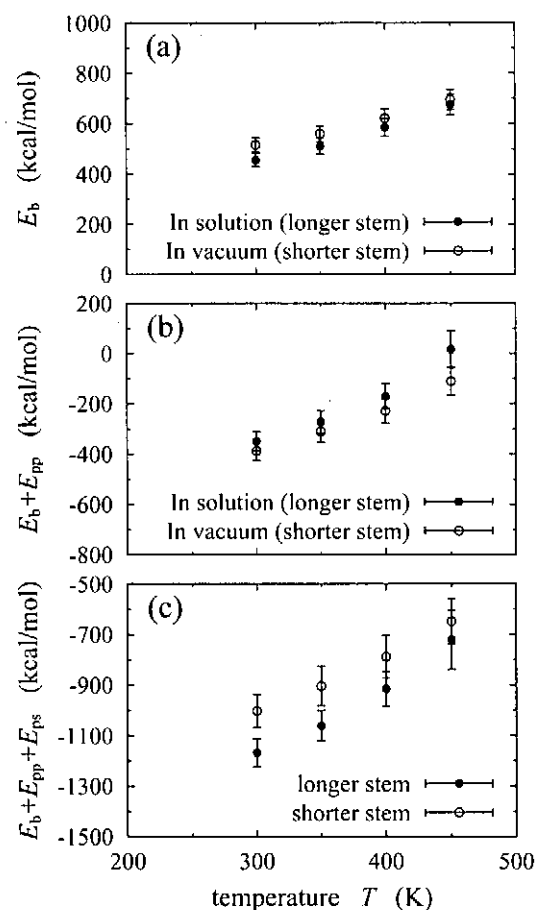 (a)
1000
800
600
400
200
0
E_b (kcal/mol)
In solution (longer stem)
In vacuum (shorter stem)
(b)
200
0
-200
-400
-600
-800
E_b+E_pp (kcal/mol)
In solution (longer stem)
In vacuum (shorter stem)
(c)
-500
-700
-900
-1100
-1300
-1500
E_b+E_pp+E_ps (kcal/mol)
longer stem
shorter stem
200 300 400 500
temperature T (K)